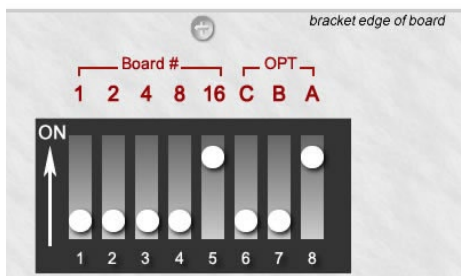 bracket edge of board
Board # OPT
1 2 4 8 16 C B A
ON
1 2 3 4 5 6 7 8